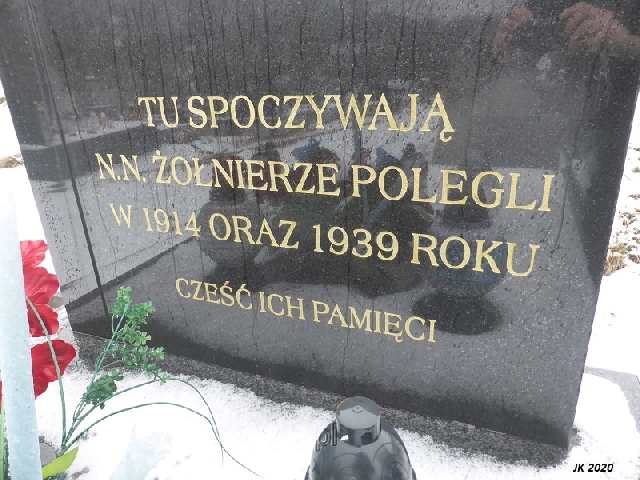 TU SPOCZYWAJĄ
N.N. ŻOŁNIERZE POLEGLI
W 1914 ORAZ 1939 ROKU
CZEŚĆ ICH PAMIĘCI
JK 2020